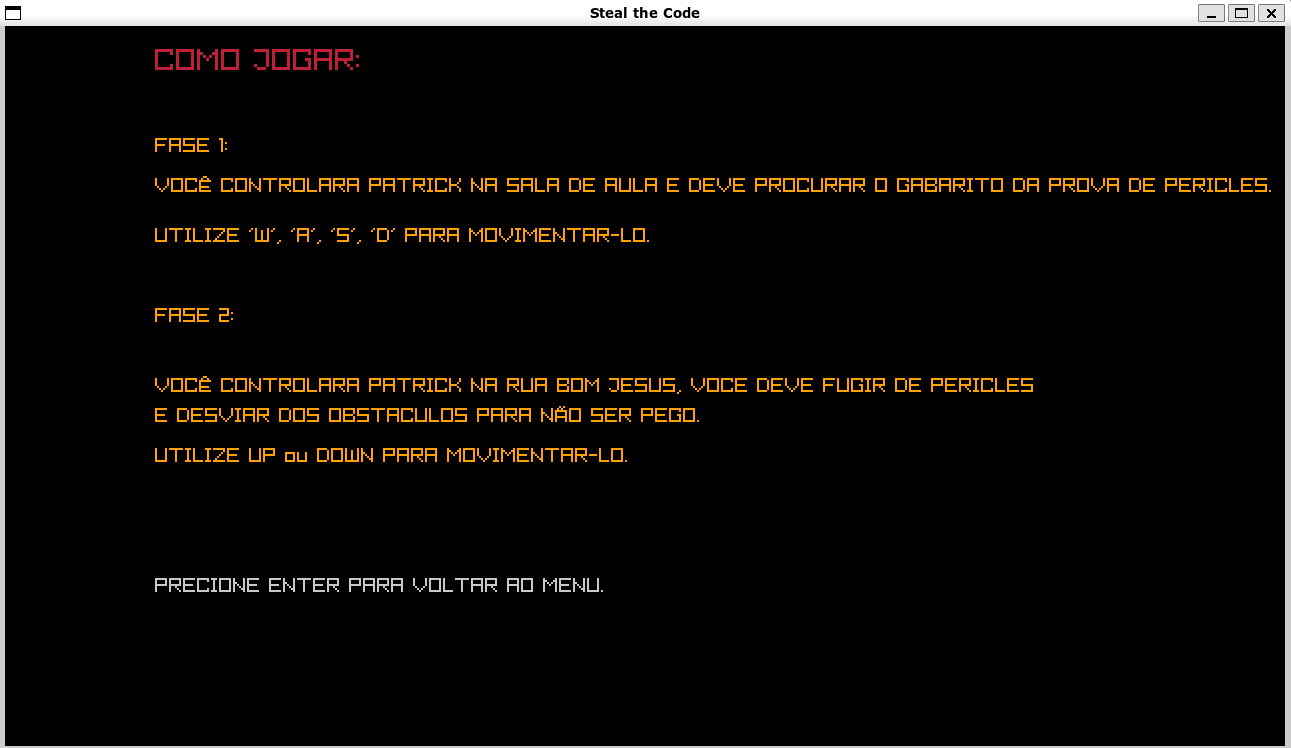 Steal the Code
COMO JOGAR:
FASE 1:
VOCÊ CONTROLARA PATRICK NA SALA DE AULA E DEVE PROCURAR O GABARITO DA PROVA DE PERICLES.
UTILIZE 'W', 'A', 'S', 'D' PARA MOVIMENTAR-LO.
FASE 2:
VOCÊ CONTROLARA PATRICK NA RUA BOM JESUS, VOCE DEVE FUGIR DE PERICLES
E DESVIAR DOS OBSTACULOS PARA NÃO SER PEGO.
UTILIZE UP ou DOWN PARA MOVIMENTAR-LO.
PRECIONE ENTER PARA VOLTAR AO MENU.